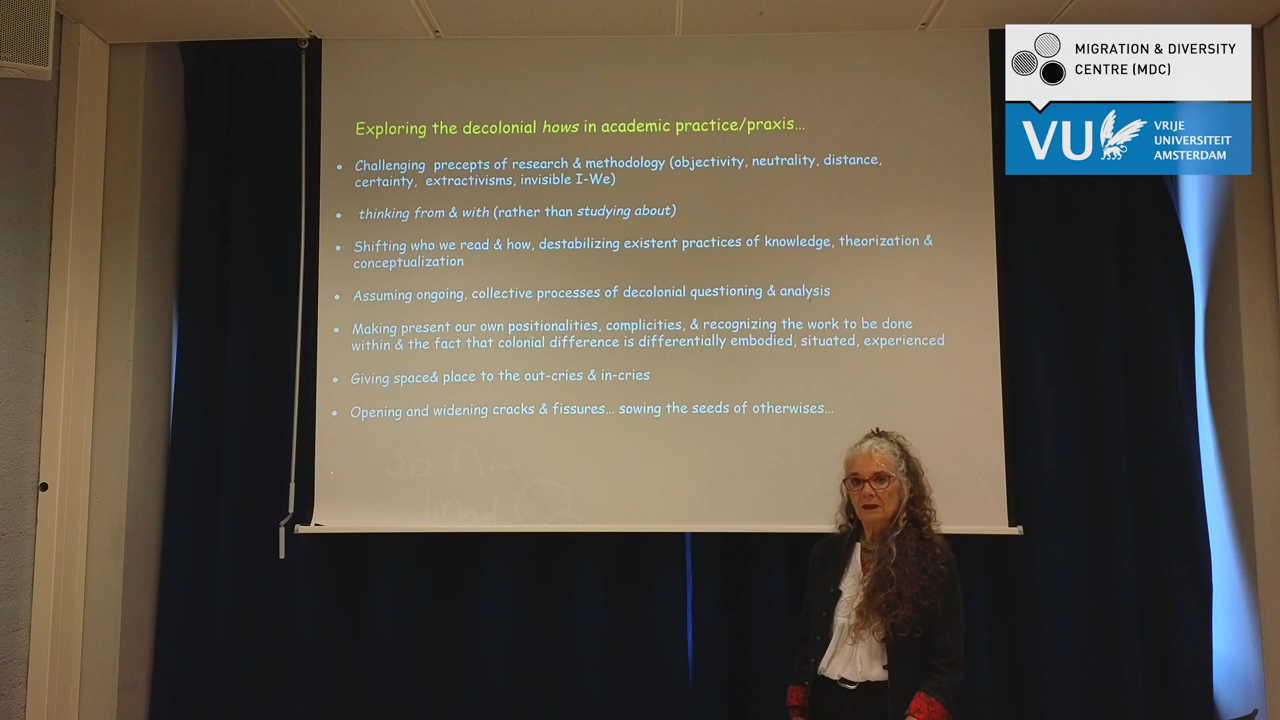 MIGRATION & DIVERSITY
CENTRE (MDC)
VU
VRIJE
UNIVERSITEIT
AMSTERDAM
Exploring the decolonial hows in academic practice/praxis…
• Challenging precepts of research & methodology (objectivity, neutrality, distance,
certainty, extractivisms, invisible I-We)
• thinking from & with (rather than studying about)
• Shifting who we read & how, destabilizing existent practices of knowledge, theorization &
conceptualization
• Assuming ongoing, collective processes of decolonial questioning & analysis
• Making present our own positionalities, complicities, & recognizing the work to be done
within & the fact that colonial difference is differentially embodied, situated, experienced
• Giving space& place to the out-cries & in-cries
• Opening and widening cracks & fissures… sowing the seeds of otherwises…